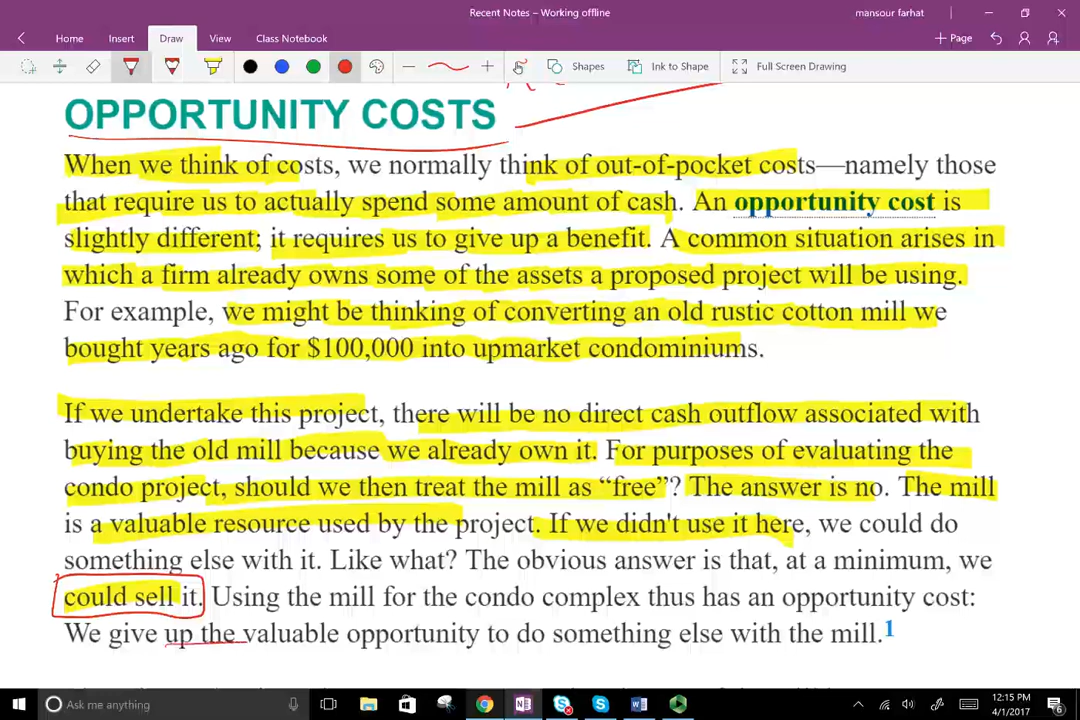 Recent Notes - Working offline
mansour farhat
Home Insert Draw View Class Notebook
Page
Shapes Ink to Shape Full Screen Drawing
OPPORTUNITY COSTS
When we think of costs, we normally think of out-of-pocket costs—namely those
that require us to actually spend some amount of cash. An opportunity cost is
slightly different; it requires us to give up a benefit. A common situation arises in
which a firm already owns some of the assets a proposed project will be using.
For example, we might be thinking of converting an old rustic cotton mill we
bought years ago for $100,000 into upmarket condominiums.
If we undertake this project, there will be no direct cash outflow associated with
buying the old mill because we already own it. For purposes of evaluating the
condo project, should we then treat the mill as “free”? The answer is no. The mill
is a valuable resource used by the project. If we didn't use it here, we could do
something else with it. Like what? The obvious answer is that, at a minimum, we
could sell it. Using the mill for the condo complex thus has an opportunity cost:
We give up the valuable opportunity to do something else with the mill.1
Ask me anything
12:15 PM
4/1/2017
6